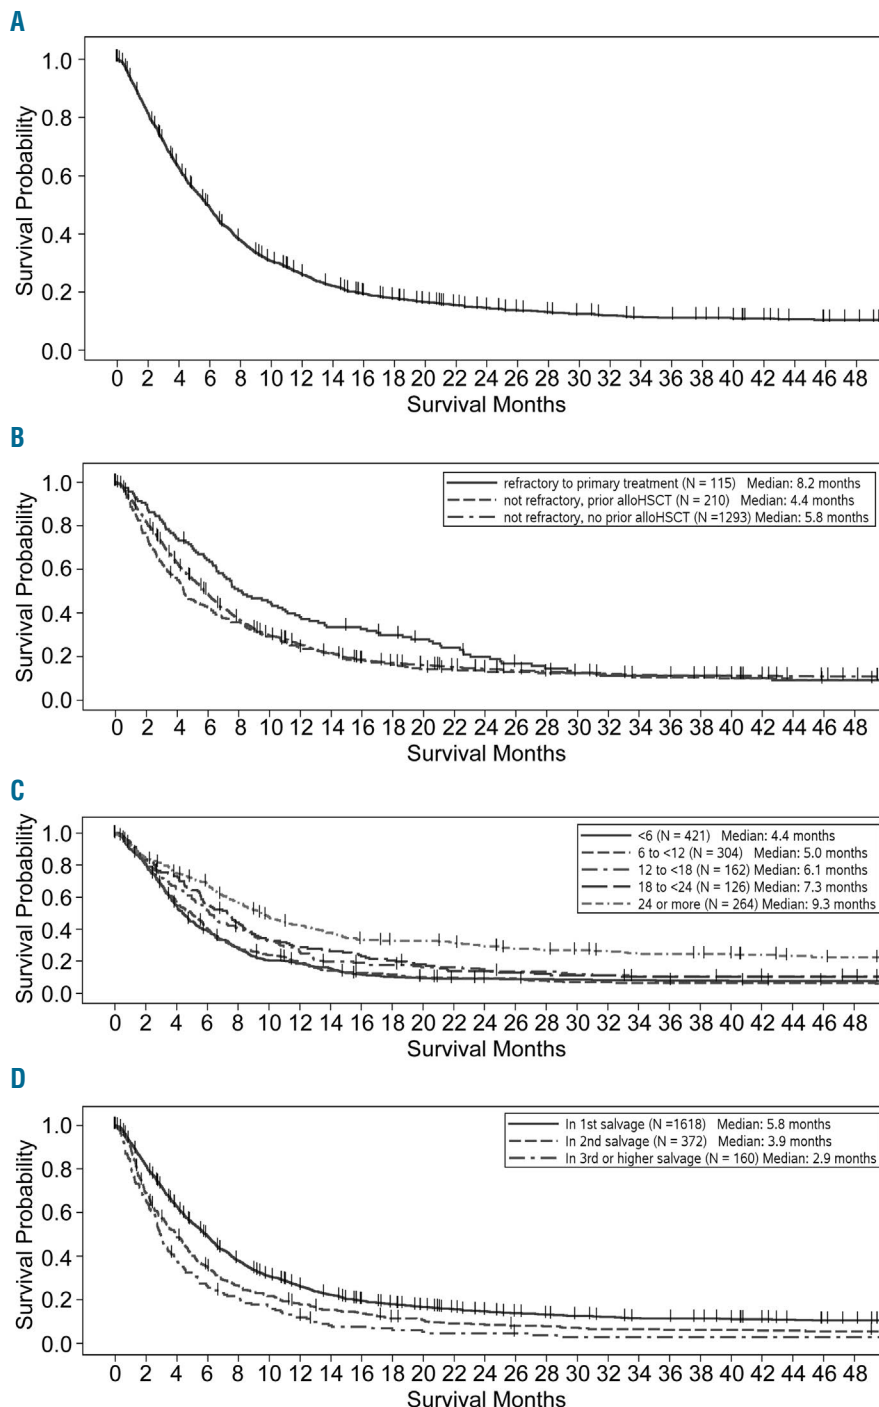 A
Survival Probability
1.0
0.8
0.6
0.4
0.2
0.0
0 2 4 6 8 10 12 14 16 18 20 22 24 26 28 30 32 34 36 38 40 42 44 46 48
Survival Months
B
Survival Probability
1.0
0.8
0.6
0.4
0.2
0.0
refractory to primary treatment (N = 115) Median: 8.2 months
not refractory, prior alloHSCT (N = 210) Median: 4.4 months
not refractory, no prior alloHSCT (N =1293) Median: 5.8 months
0 2 4 6 8 10 12 14 16 18 20 22 24 26 28 30 32 34 36 38 40 42 44 46 48
Survival Months
C
Survival Probability
1.0
0.8
0.6
0.4
0.2
0.0
<6 (N = 421) Median: 4.4 months
6 to <12 (N = 304) Median: 5.0 months
12 to <18 (N = 162) Median: 6.1 months
18 to <24 (N = 126) Median: 7.3 months
24 or more (N = 264) Median: 9.3 months
0 2 4 6 8 10 12 14 16 18 20 22 24 26 28 30 32 34 36 38 40 42 44 46 48
Survival Months
D
Survival Probability
1.0
0.8
0.6
0.4
0.2
0.0
In 1st salvage (N =1618) Median: 5.8 months
In 2nd salvage (N = 372) Median: 3.9 months
In 3rd or higher salvage (N = 160) Median: 2.9 months
0 2 4 6 8 10 12 14 16 18 20 22 24 26 28 30 32 34 36 38 40 42 44 46 48
Survival Months